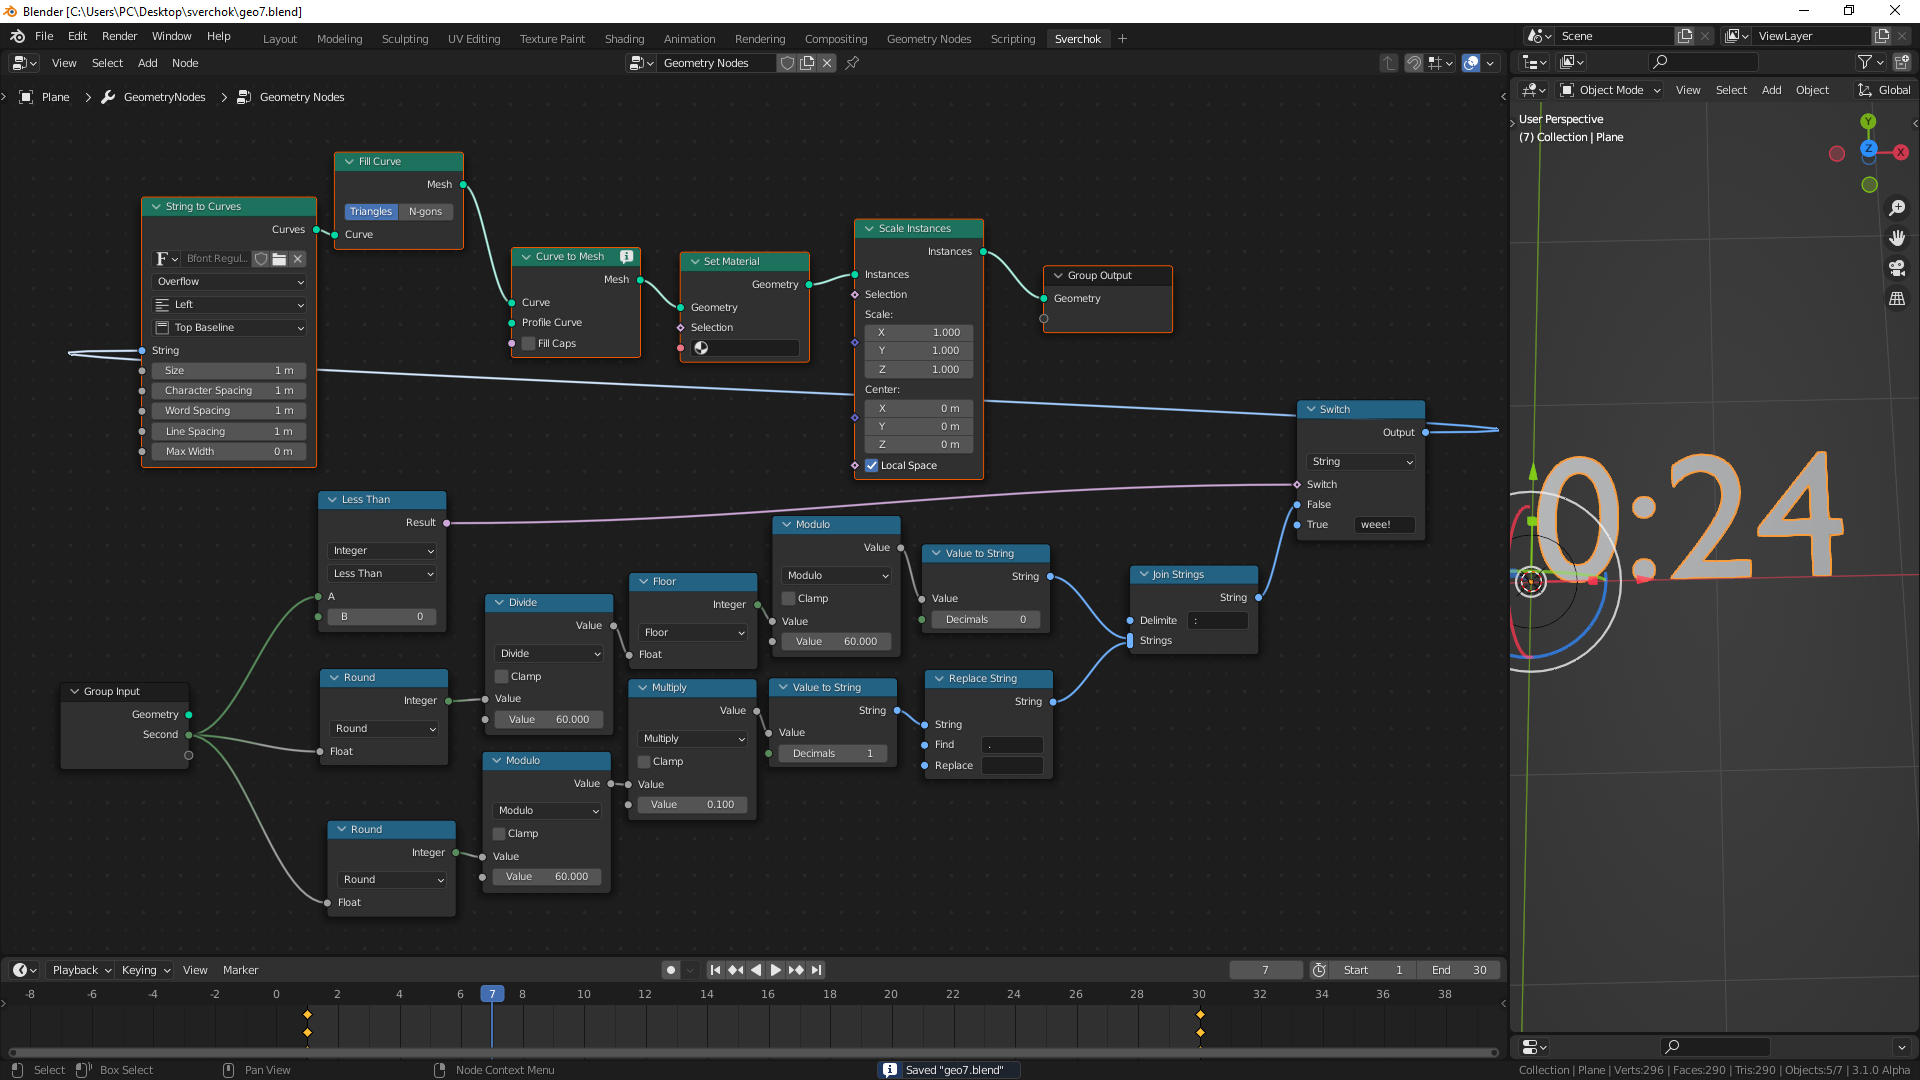 Blender [C:\Users\PC\Desktop\sverchok\geo7.blend]
File Edit Render Window Help Layout Modeling Sculpting UV Editing Texture Paint Shading Animation Rendering Compositing Geometry Nodes Scripting Sverchok + Scene ViewLayer
View Select Add Node Geometry Nodes
Object Mode View Select Add Object Global
Plane > GeometryNodes > Geometry Nodes
User Perspective
(7) Collection | Plane
Y
Z
X
Fill Curve
Mesh
Triangles N-gons
Curve
String to Curves
Curves
F Bfont Regul...
Overflow
Left
Top Baseline
String
Size 1 m
Character Spacing 1 m
Word Spacing 1 m
Line Spacing 1 m
Max Width 0 m
Curve to Mesh
Mesh
Curve
Profile Curve
Fill Caps
Set Material
Geometry
Geometry
Selection
Scale Instances
Instances
Instances
Selection
Scale:
X 1.000
Y 1.000
Z 1.000
Center:
X 0 m
Y 0 m
Z 0 m
Local Space
Group Output
Geometry
Switch
Output
String
Switch
False
True weee!
0:24
Less Than
Result
Integer
Less Than
A
B 0
Group Input
Geometry
Second
Round
Integer
Round
Float
Round
Integer
Round
Float
Divide
Value
Divide
Clamp
Value
Value 60.000
Modulo
Value
Modulo
Clamp
Value
Value 60.000
Floor
Integer
Floor
Float
Multiply
Value
Multiply
Clamp
Value
Value 0.100
Modulo
Value
Modulo
Clamp
Value
Value 60.000
Value to String
String
Value
Decimals 1
Value to String
String
Value
Decimals 0
Replace String
String
String
Find .
Replace
Join Strings
String
Delimite :
Strings
Playback Keying View Marker 7 Start 1 End 30
-8 -6 -4 -2 0 2 4 6 7 8 10 12 14 16 18 20 22 24 26 28 30 32 34 36 38
Select Box Select Pan View Node Context Menu Saved "geo7.blend" Collection | Plane | Verts:296 | Faces:290 | Tris:290 | Objects:5/7 | 3.1.0 Alpha